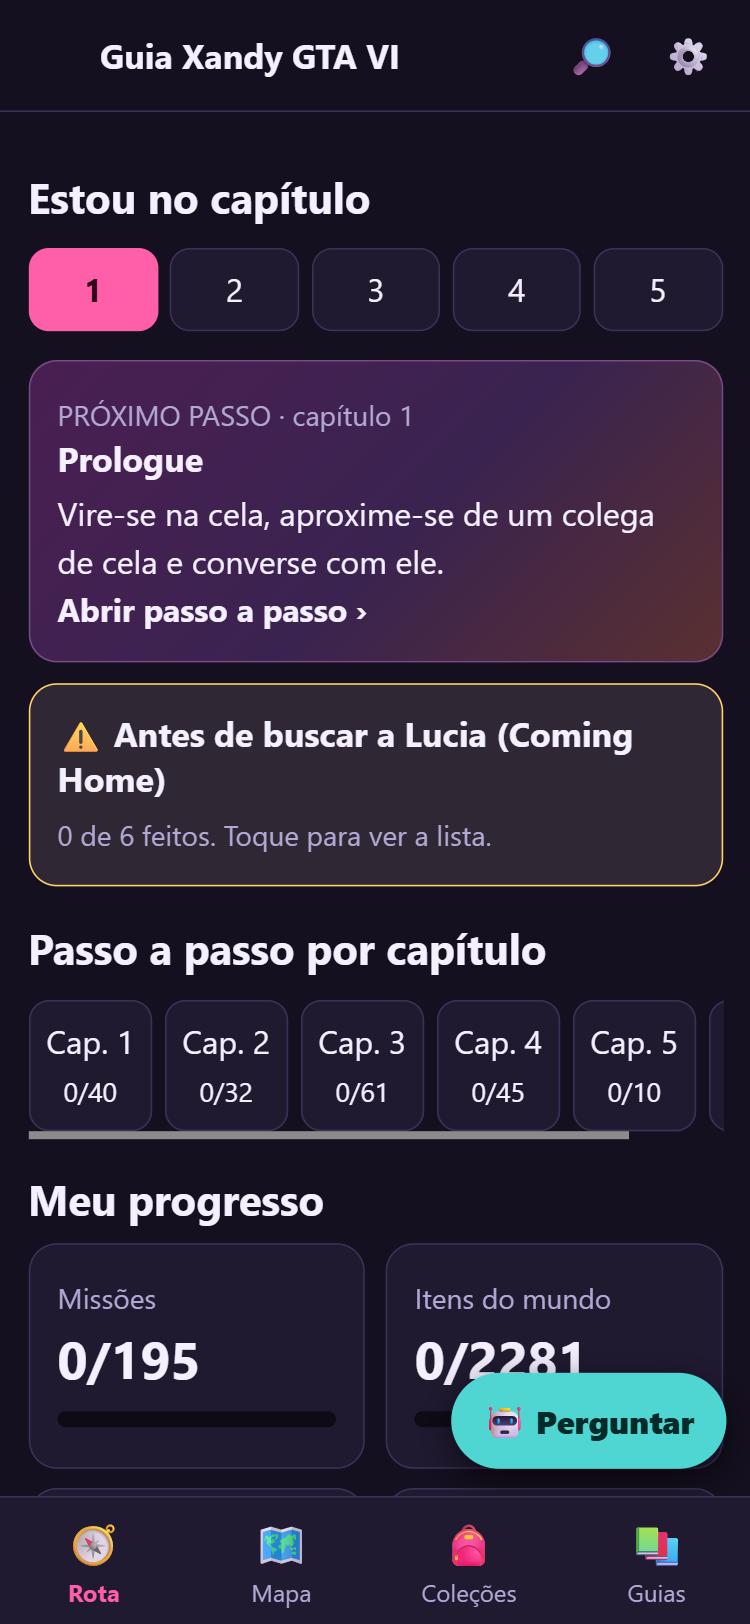 Guia Xandy GTA VI
Estou no capítulo
1 2 3 4 5
PRÓXIMO PASSO · capítulo 1
Prologue
Vire-se na cela, aproxime-se de um colega
de cela e converse com ele.
Abrir passo a passo ›
Antes de buscar a Lucia (Coming
Home)
0 de 6 feitos. Toque para ver a lista.
Passo a passo por capítulo
Cap. 1 Cap. 2 Cap. 3 Cap. 4 Cap. 5
0/40 0/32 0/61 0/45 0/10
Meu progresso
Missões Itens do mundo
0/195 0/2281
Perguntar
Rota Mapa Coleções Guias